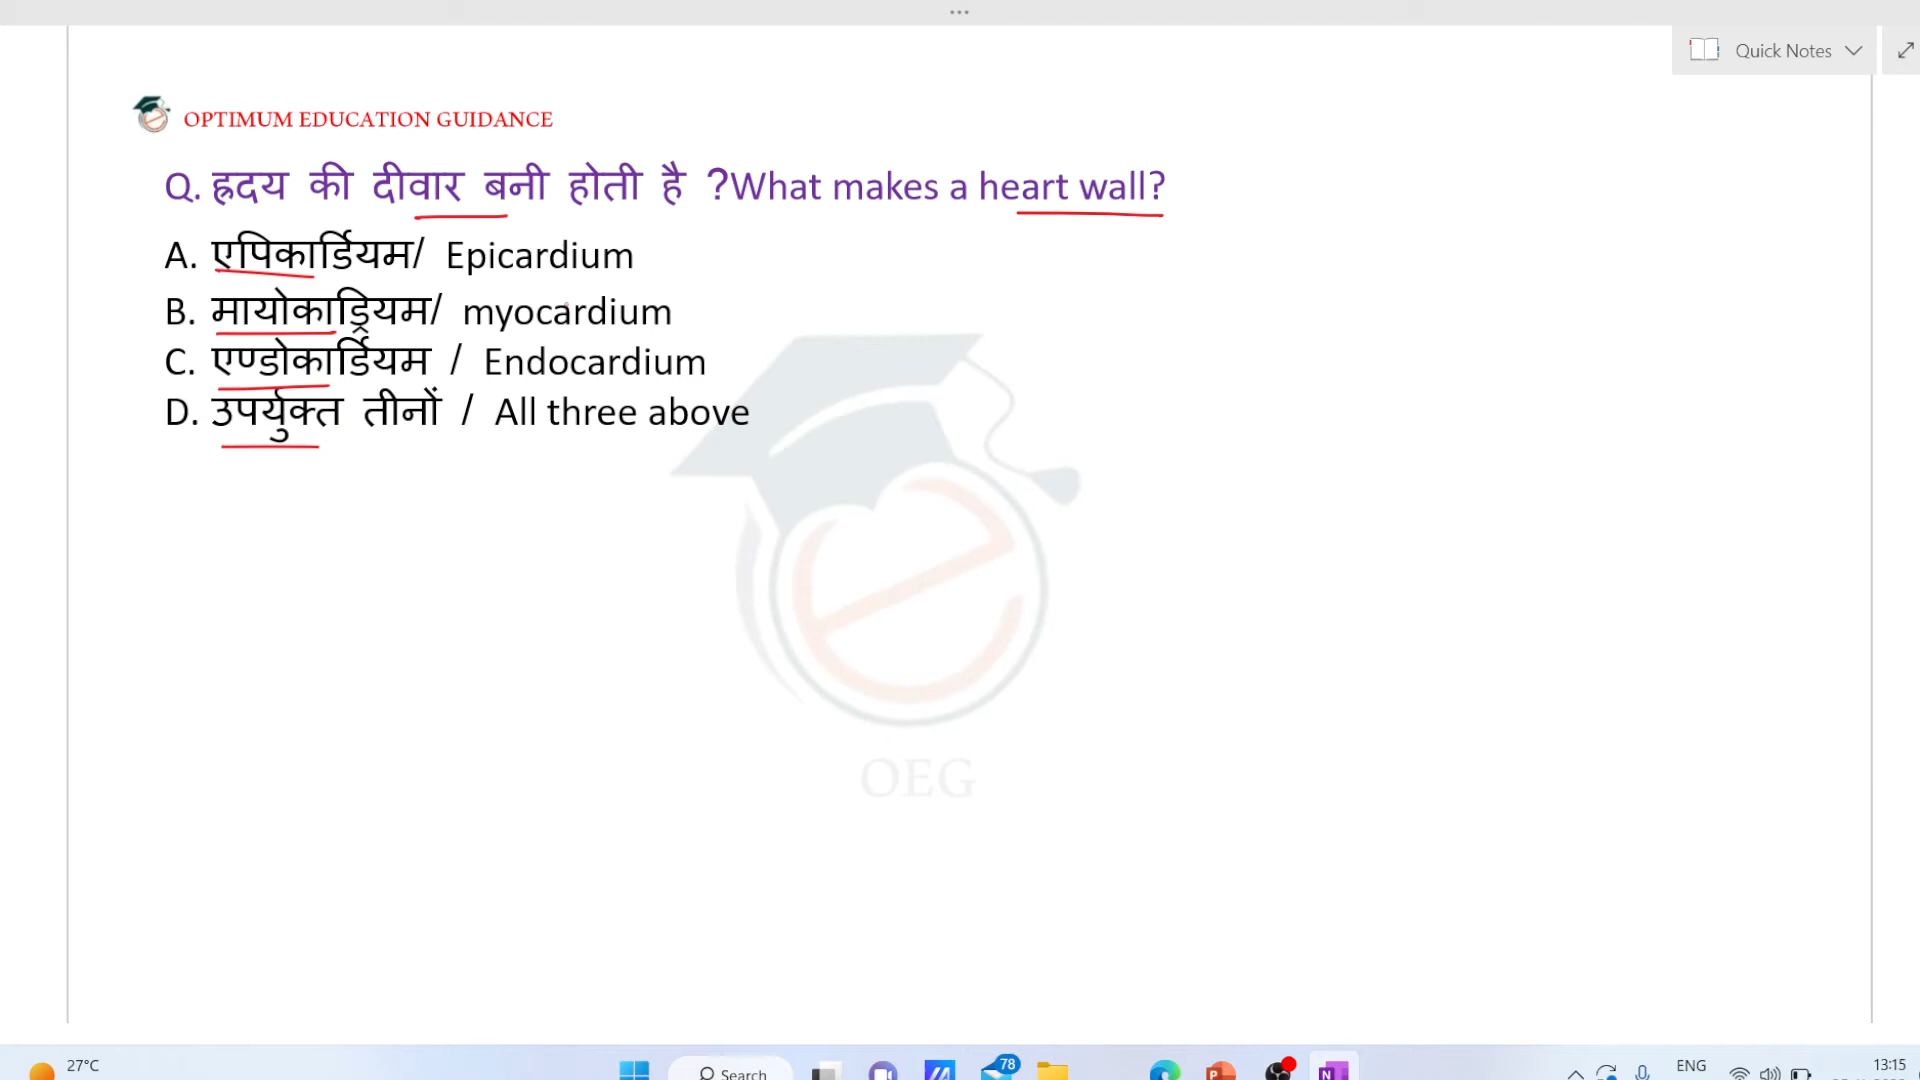 Quick Notes
OPTIMUM EDUCATION GUIDANCE
Q. ह्रदय की दीवार बनी होती है ?What makes a heart wall?
A. एपिकार्डियम/ Epicardium
B. मायोकाड्रियम/ myocardium
C. एण्डोकार्डियम / Endocardium
D. उपर्युक्त तीनों / All three above
OEG
27°C
Search
78
ENG
13:15